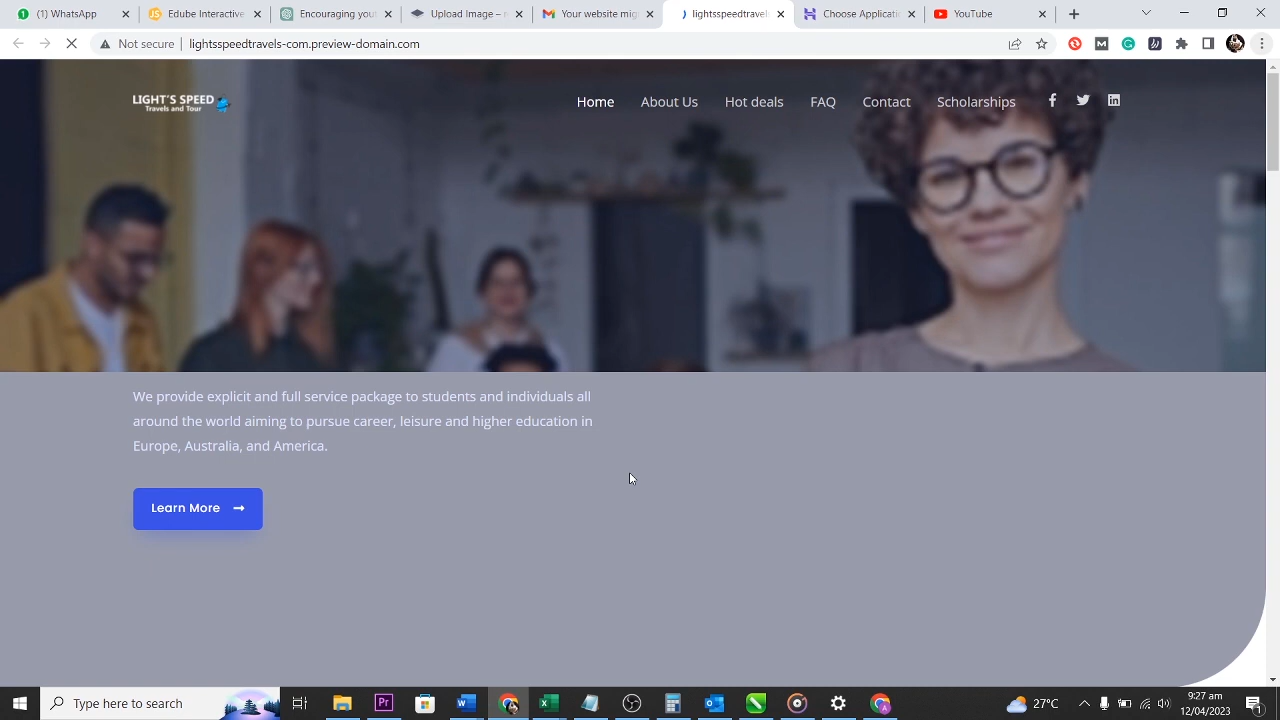 (1) WhatsApp
Edube Interactiv
Encouraging yout
Upload Image – n
Your website mig
lightsspeedtravels
Choose Applicati
YouTube
Not secure
lightsspeedtravels-com.preview-domain.com
LIGHT'S SPEED
Travels and Tour
Home
About Us
Hot deals
FAQ
Contact
Scholarships
We provide explicit and full service package to students and individuals all
around the world aiming to pursue career, leisure and higher education in
Europe, Australia, and America.
Learn More
Type here to search
27°C
9:27 am
12/04/2023